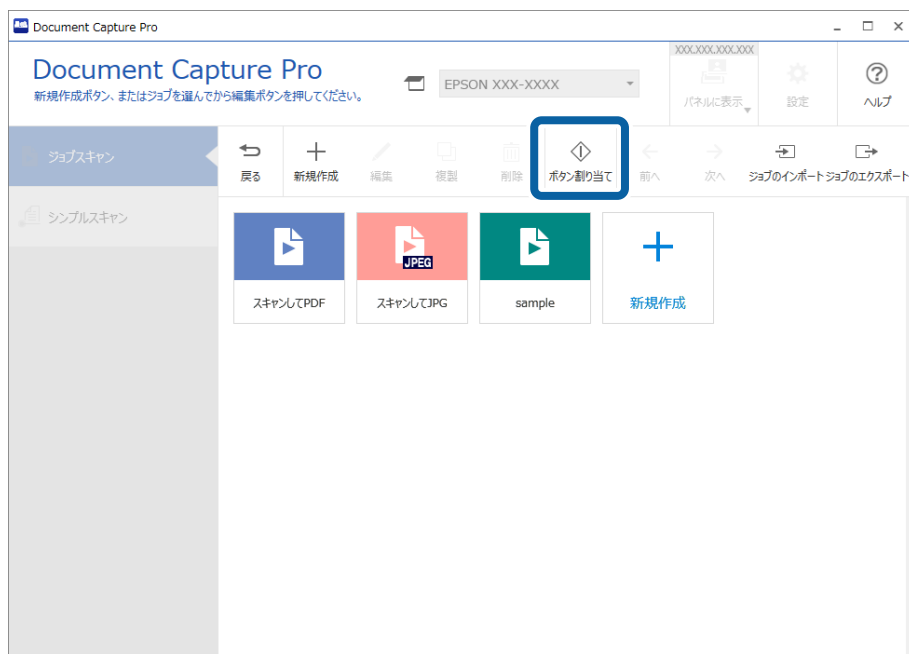 Document Capture Pro
Document Capture Pro
新規作成ボタン、またはジョブを選んでから編集ボタンを押してください。
EPSON XXX-XXXX
XXX.XXX.XXX.XXX
パネルに表示
設定
ヘルプ
ジョブスキャン
シンプルスキャン
戻る
新規作成
編集
複製
削除
ボタン割り当て
前へ
次へ
ジョブのインポート
ジョブのエクスポート
JPEG
スキャンしてPDF
スキャンしてJPG
sample
新規作成